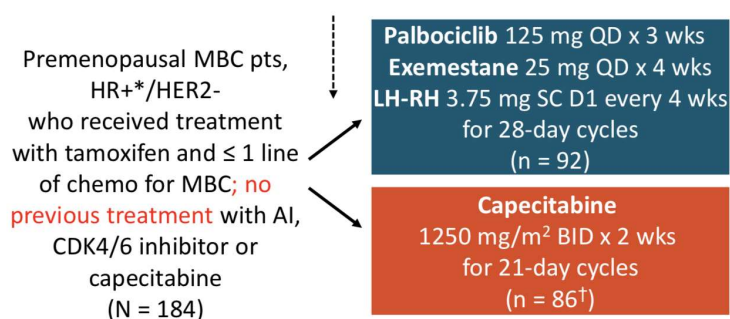 Premenopausal MBC pts,
HR+*/HER2-
who received treatment
with tamoxifen and ≤ 1 line
of chemo for MBC; no
previous treatment with AI,
CDK4/6 inhibitor or
capecitabine
(N = 184)
Palbociclib 125 mg QD x 3 wks
Exemestane 25 mg QD x 4 wks
LH-RH 3.75 mg SC D1 every 4 wks
for 28-day cycles
(n = 92)
Capecitabine
1250 mg/m² BID x 2 wks
for 21-day cycles
(n = 86†)